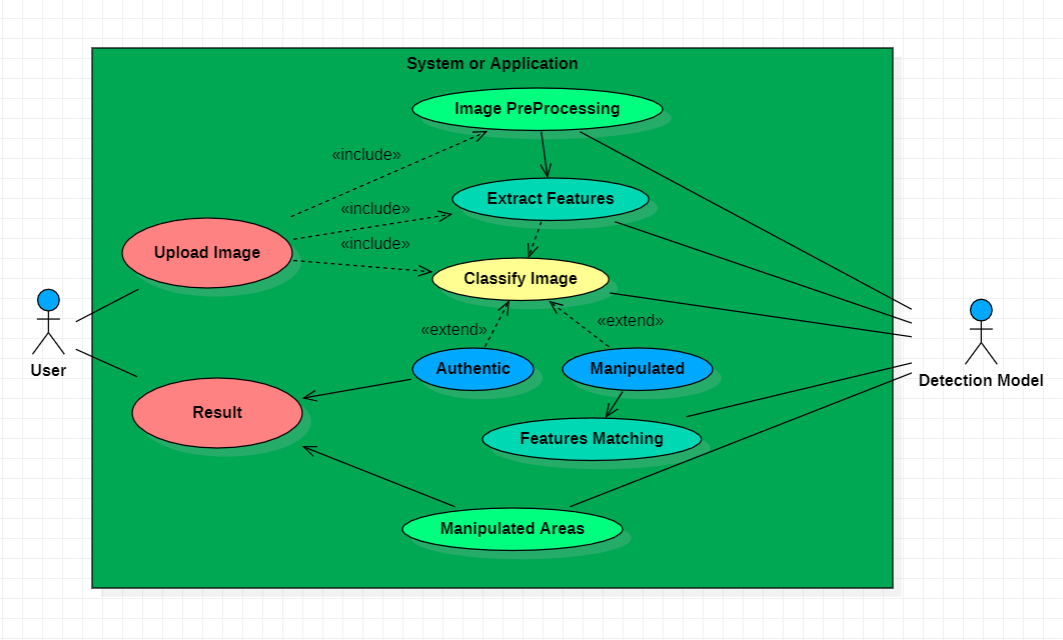 System or Application
Image PreProcessing
«include»
Extract Features
«include»
«include»
Upload Image
Classify Image
«extend»
«extend»
Authentic
Manipulated
User
Detection Model
Result
Features Matching
Manipulated Areas